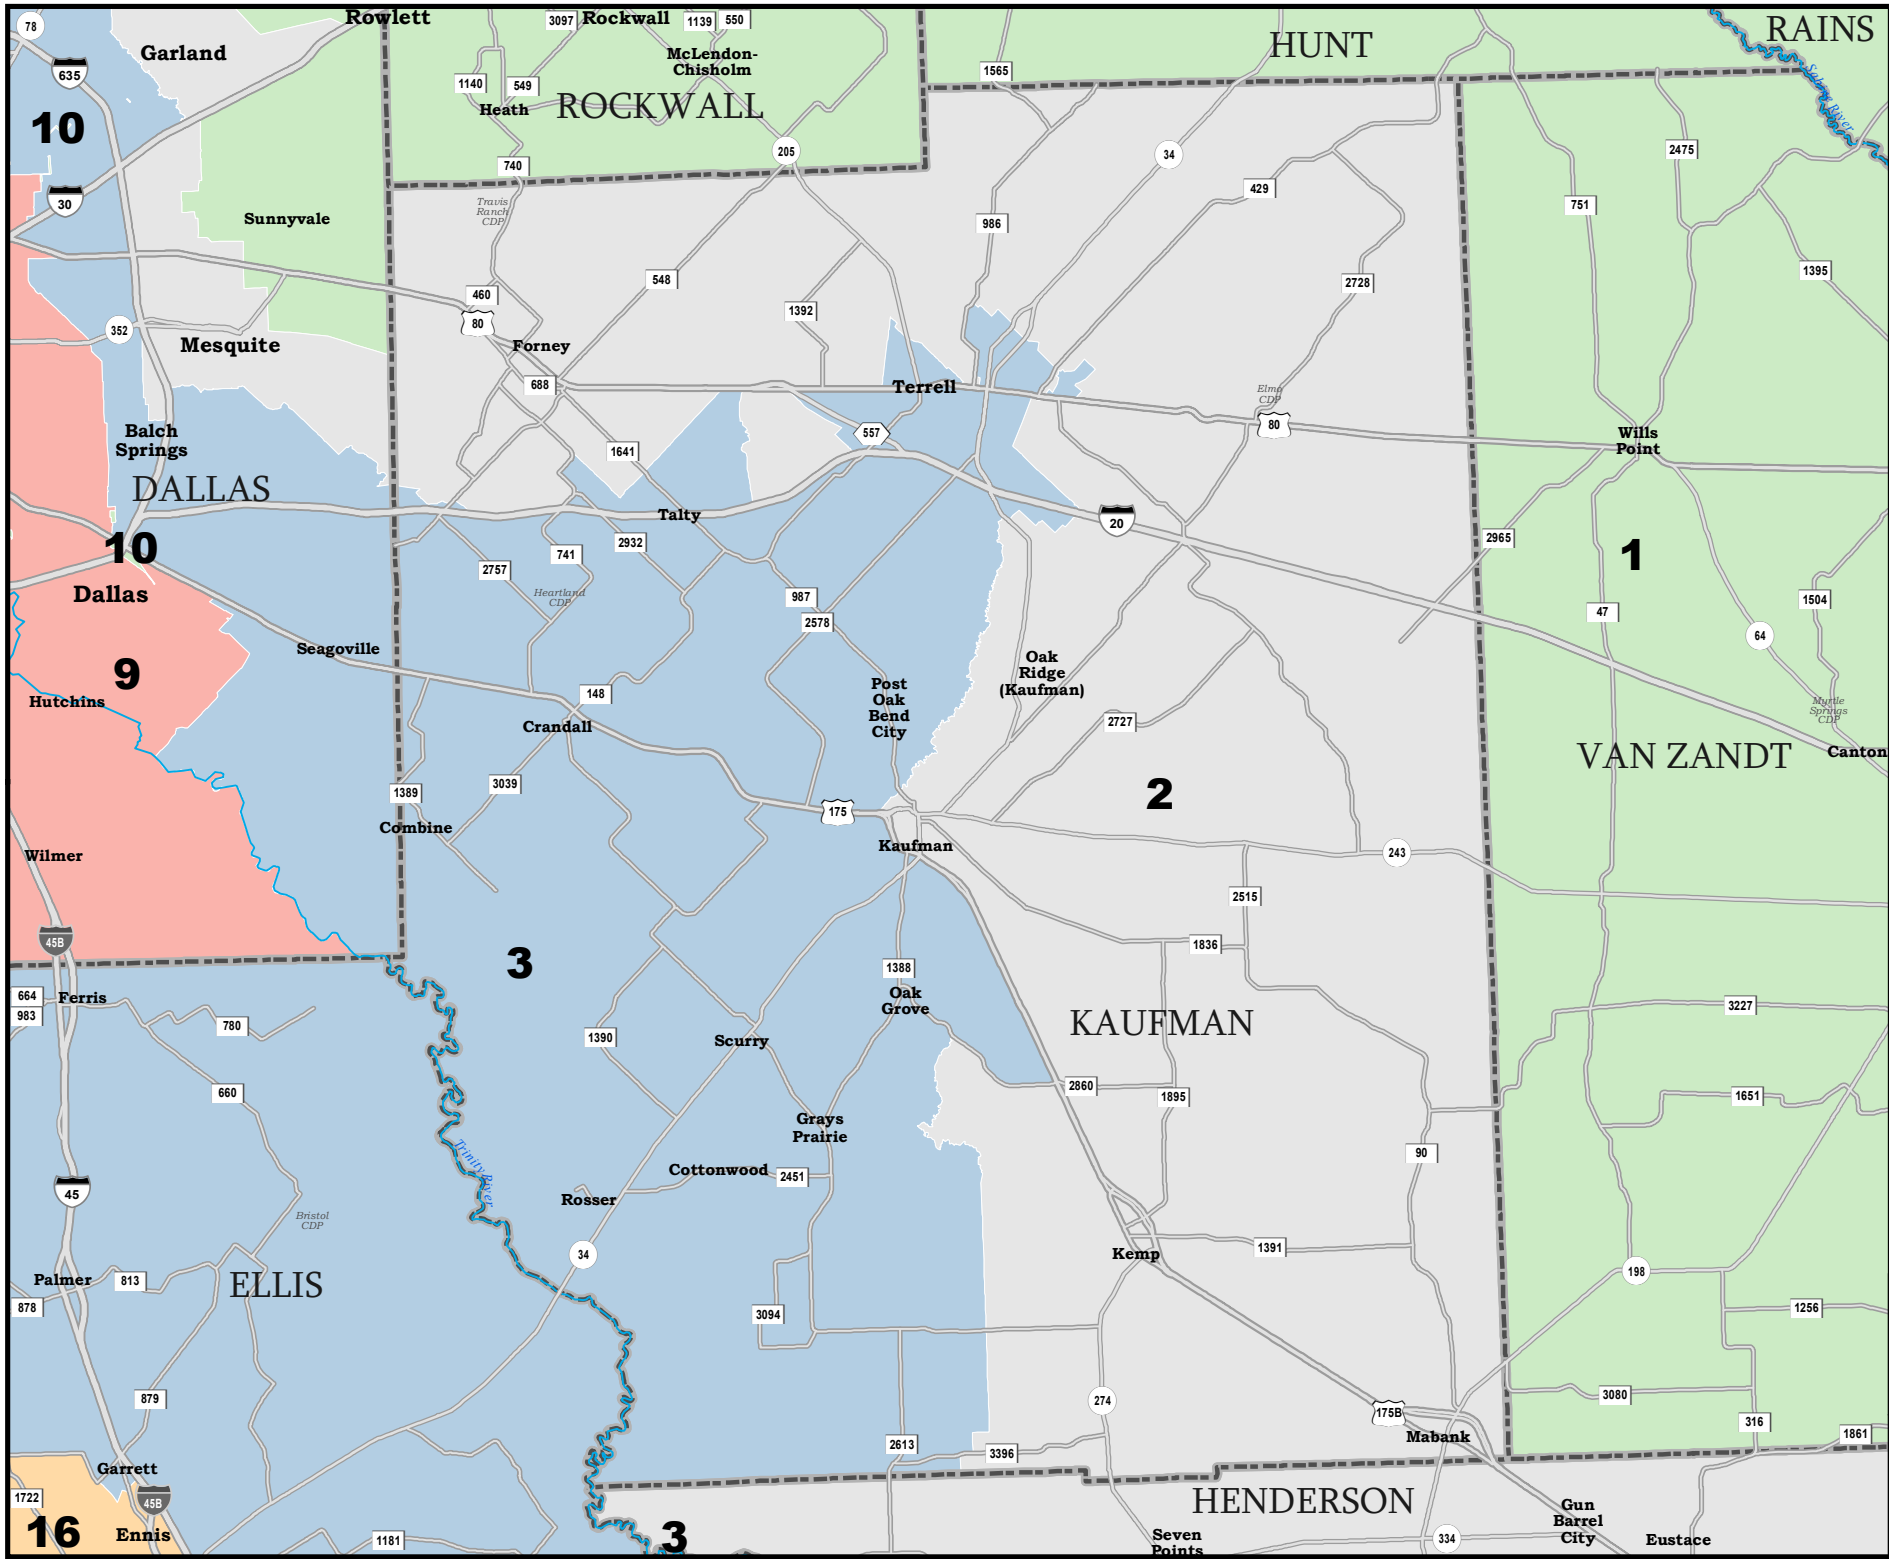 78
Rowlett
3097
Rockwall
1139
550
RAINS
Garland
McLendon-
Chisholm
HUNT
635
1140
549
1565
Heath
ROCKWALL
Sabine River
10
740
205
34
2475
30
Travis
Ranch
CDP
429
Sunnyvale
986
751
460
548
1392
2728
1395
80
352
Mesquite
Forney
688
Terrell
Elmo
CDP
80
Balch
Springs
557
1641
Wills
Point
DALLAS
Talty
20
10
741
2932
2965
1
2757
Dallas
Heartland
CDP
987
2578
47
1504
64
Seagoville
9
Hutchins
148
Crandall
Post
Oak
Bend
City
Oak
Ridge
(Kaufman)
2727
Myrtle
Springs
CDP
VAN ZANDT
Canton
1389
3039
175
2
Combine
Kaufman
Wilmer
243
2515
45B
3
1836
664
983
Ferris
1388
Oak
Grove
780
KAUFMAN
3227
1390
Scurry
660
2860
1895
1651
Grays
Prairie
Trinity River
90
45
Cottonwood
2451
Rosser
Bristol
CDP
34
Kemp
1391
198
Palmer
813
ELLIS
878
3094
1256
879
274
175B
3080
Mabank
316
1861
2613
3396
Garrett
1722
45B
HENDERSON
16
Ennis
1181
3
Seven
Points
334
Gun
Barrel
City
Eustace